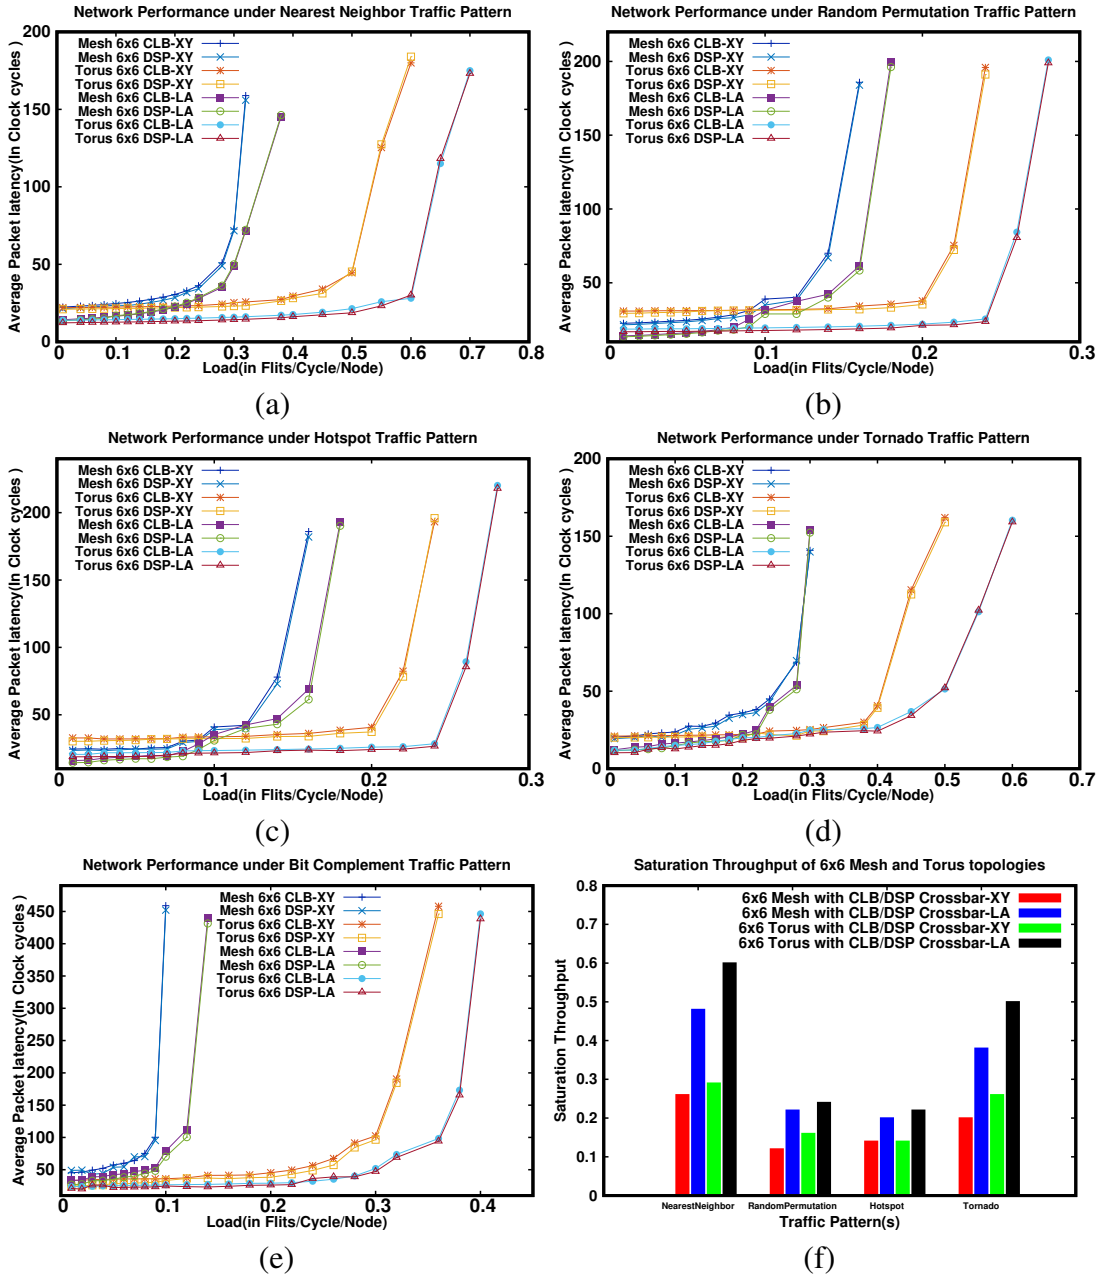 Network Performance under Nearest Neighbor Traffic Pattern
Average Packet latency(In Clock cycles )
200
150
100
50
0
Mesh 6x6 CLB-XY
Mesh 6x6 DSP-XY
Torus 6x6 CLB-XY
Torus 6x6 DSP-XY
Mesh 6x6 CLB-LA
Mesh 6x6 DSP-LA
Torus 6x6 CLB-LA
Torus 6x6 DSP-LA
0 0.1 0.2 0.3 0.4 0.5 0.6 0.7 0.8
Load(in Flits/Cycle/Node)
(a)
Network Performance under Random Permutation Traffic Pattern
Average Packet latency(In Clock cycles )
200
150
100
50
Mesh 6x6 CLB-XY
Mesh 6x6 DSP-XY
Torus 6x6 CLB-XY
Torus 6x6 DSP-XY
Mesh 6x6 CLB-LA
Mesh 6x6 DSP-LA
Torus 6x6 CLB-LA
Torus 6x6 DSP-LA
0 0.1 0.2 0.3
Load(in Flits/Cycle/Node)
(b)
Network Performance under Hotspot Traffic Pattern
Average Packet latency(In Clock cycles )
200
150
100
50
Mesh 6x6 CLB-XY
Mesh 6x6 DSP-XY
Torus 6x6 CLB-XY
Torus 6x6 DSP-XY
Mesh 6x6 CLB-LA
Mesh 6x6 DSP-LA
Torus 6x6 CLB-LA
Torus 6x6 DSP-LA
0 0.1 0.2 0.3
Load(in Flits/Cycle/Node)
(c)
Network Performance under Tornado Traffic Pattern
Average Packet latency(In Clock cycles )
200
150
100
50
0
Mesh 6x6 CLB-XY
Mesh 6x6 DSP-XY
Torus 6x6 CLB-XY
Torus 6x6 DSP-XY
Mesh 6x6 CLB-LA
Mesh 6x6 DSP-LA
Torus 6x6 CLB-LA
Torus 6x6 DSP-LA
0 0.1 0.2 0.3 0.4 0.5 0.6 0.7
Load(in Flits/Cycle/Node)
(d)
Network Performance under Bit Complement Traffic Pattern
Average Packet latency(In Clock cycles )
450
400
350
300
250
200
150
100
50
Mesh 6x6 CLB-XY
Mesh 6x6 DSP-XY
Torus 6x6 CLB-XY
Torus 6x6 DSP-XY
Mesh 6x6 CLB-LA
Mesh 6x6 DSP-LA
Torus 6x6 CLB-LA
Torus 6x6 DSP-LA
0 0.1 0.2 0.3 0.4
Load(in Flits/Cycle/Node)
(e)
Saturation Throughput of 6x6 Mesh and Torus topologies
Saturation Throughput
0.8
0.7
0.6
0.5
0.4
0.3
0.2
0.1
0
6x6 Mesh with CLB/DSP Crossbar-XY
6x6 Mesh with CLB/DSP Crossbar-LA
6x6 Torus with CLB/DSP Crossbar-XY
6x6 Torus with CLB/DSP Crossbar-LA
NearestNeighbor RandomPermutation Hotspot Tornado
Traffic Pattern(s)
(f)